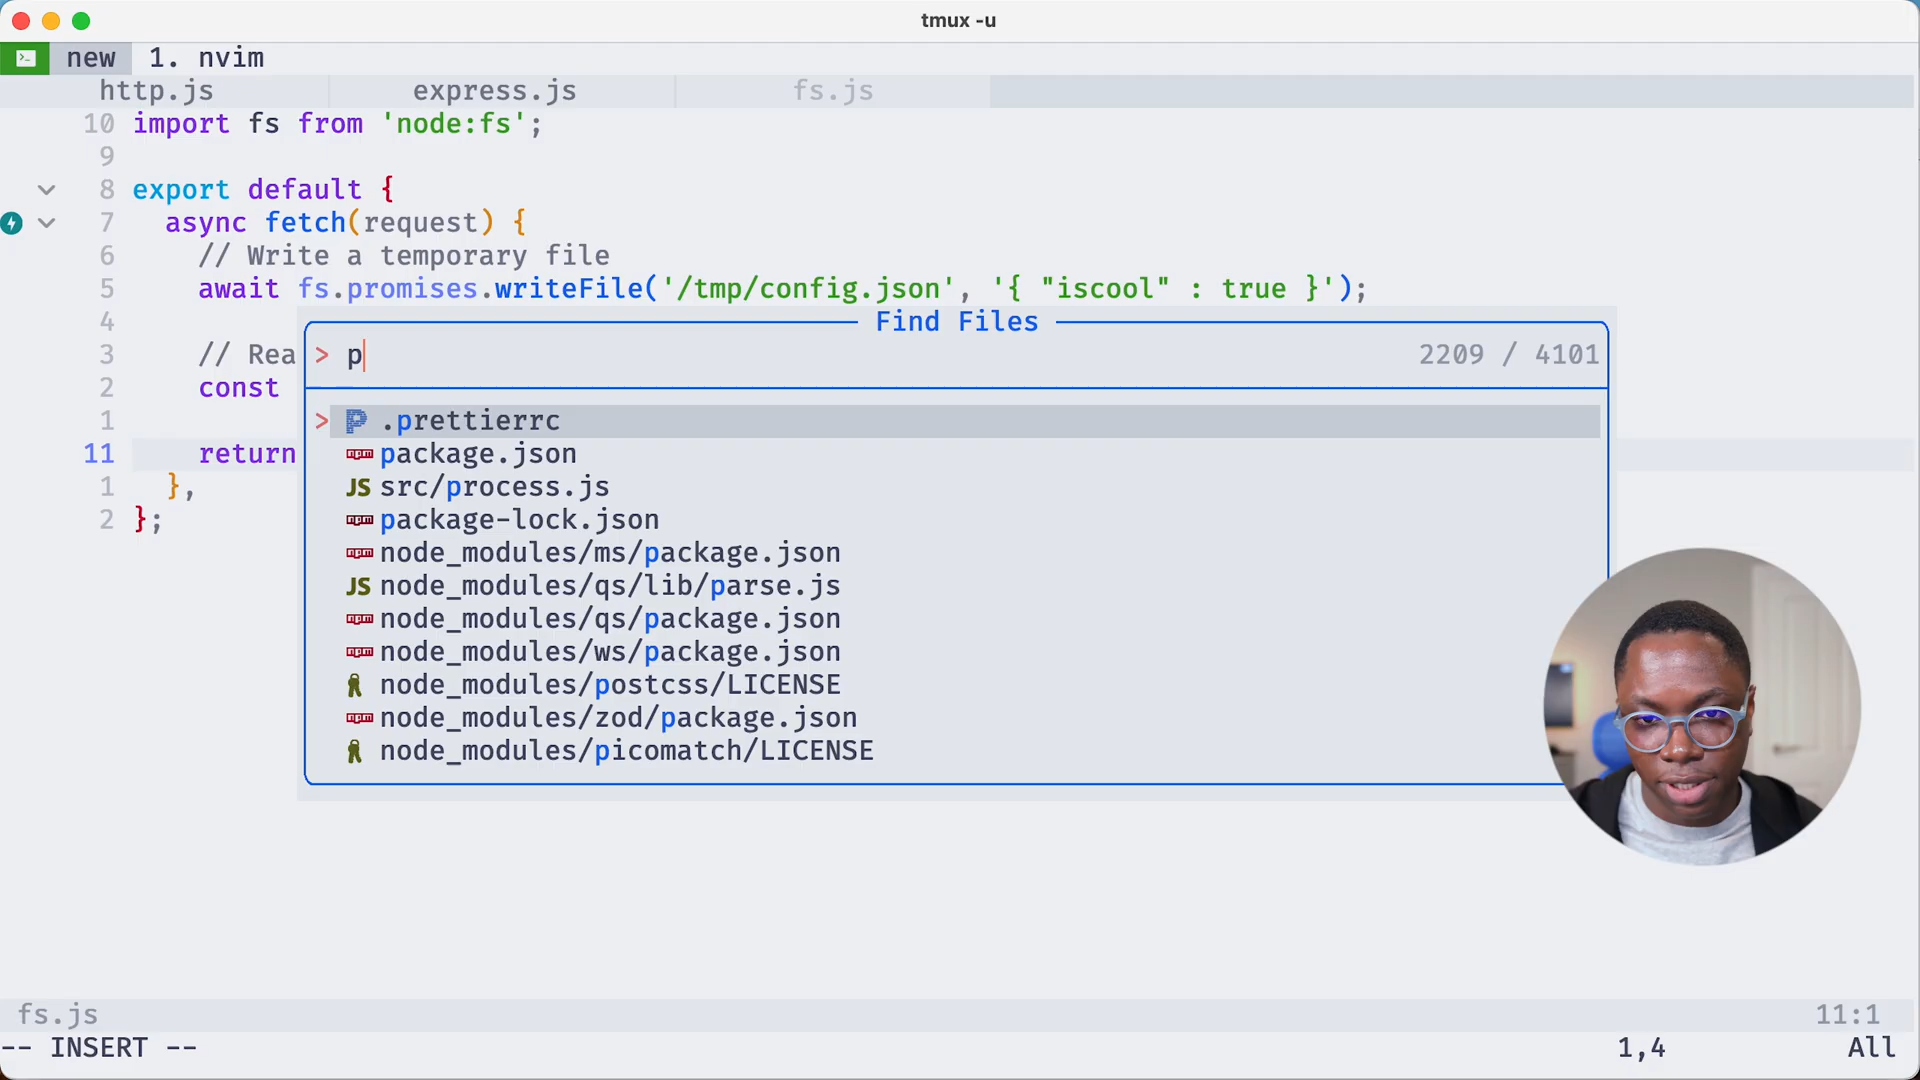 tmux -u
new 1. nvim
http.js express.js fs.js
10 import fs from 'node:fs';
9
8 export default {
7 async fetch(request) {
6 // Write a temporary file
5 await fs.promises.writeFile('/tmp/config.json', '{ "iscool" : true }');
4 Find Files
3 // Rea > p 2209 / 4101
2 const
1 > .prettierrc
11 return package.json
1 }, JS src/process.js
2 }; package-lock.json
node_modules/ms/package.json
JS node_modules/qs/lib/parse.js
node_modules/qs/package.json
node_modules/ws/package.json
node_modules/postcss/LICENSE
node_modules/zod/package.json
node_modules/picomatch/LICENSE
fs.js 11:1
-- INSERT -- 1,4 All